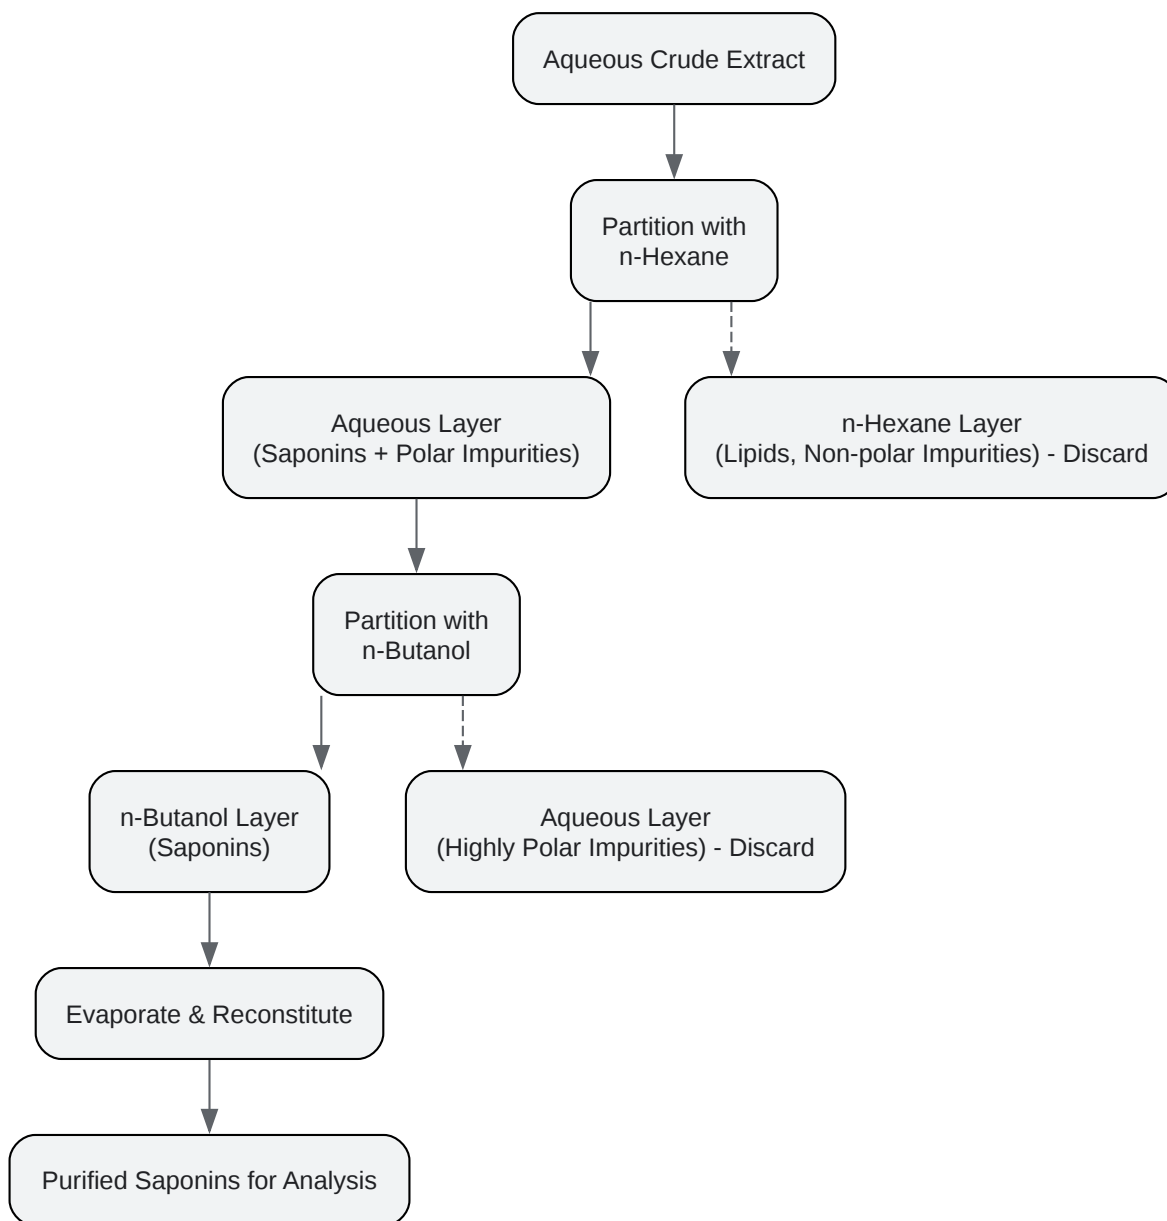 Aqueous Crude Extract
Partition with
n-Hexane
Aqueous Layer
(Saponins + Polar Impurities)
n-Hexane Layer
(Lipids, Non-polar Impurities) - Discard
Partition with
n-Butanol
n-Butanol Layer
(Saponins)
Aqueous Layer
(Highly Polar Impurities) - Discard
Evaporate & Reconstitute
Purified Saponins for Analysis